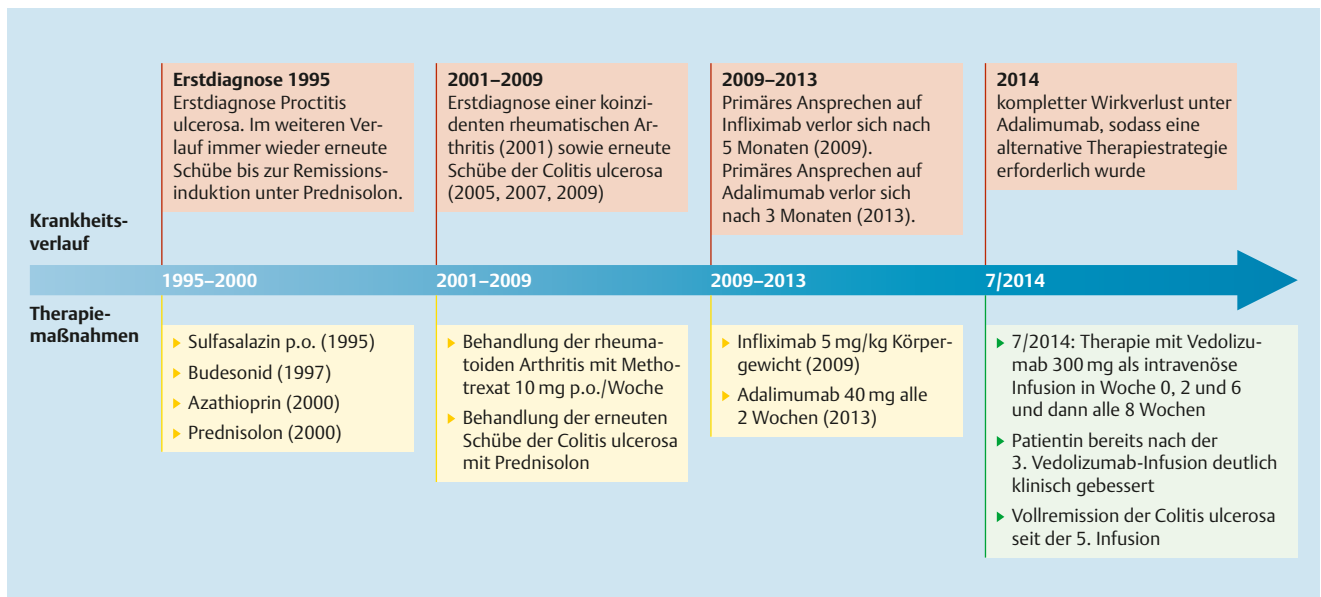 Erstdiagnose 1995
Erstdiagnose Proctitis
ulcerosa. Im weiteren Ver-
lauf immer wieder erneute
Schübe bis zur Remissions-
induktion unter Prednisolon.
2001–2009
Erstdiagnose einer koinzi-
denten rheumatischen Ar-
thritis (2001) sowie erneute
Schübe der Colitis ulcerosa
(2005, 2007, 2009)
2009–2013
Primäres Ansprechen auf
Infliximab verlor sich nach
5 Monaten (2009).
Primäres Ansprechen auf
Adalimumab verlor sich
nach 3 Monaten (2013).
2014
kompletter Wirkverlust unter
Adalimumab, sodass eine
alternative Therapiestrategie
erforderlich wurde
Krankheits-
verlauf
1995–2000
2001–2009
2009–2013
7/2014
Therapie-
maßnahmen
Sulfasalazin p.o. (1995)
Budesonid (1997)
Azathioprin (2000)
Prednisolon (2000)
Behandlung der rheuma-
toiden Arthritis mit Metho-
trexat 10 mg p.o./Woche
Behandlung der erneuten
Schübe der Colitis ulcerosa
mit Prednisolon
Infliximab 5 mg/kg Körper-
gewicht (2009)
Adalimumab 40 mg alle
2 Wochen (2013)
7/2014: Therapie mit Vedolizu-
mab 300 mg als intravenöse
Infusion in Woche 0, 2 und 6
und dann alle 8 Wochen
Patientin bereits nach der
3. Vedolizumab-Infusion deutlich
klinisch gebessert
Vollremission der Colitis ulcerosa
seit der 5. Infusion